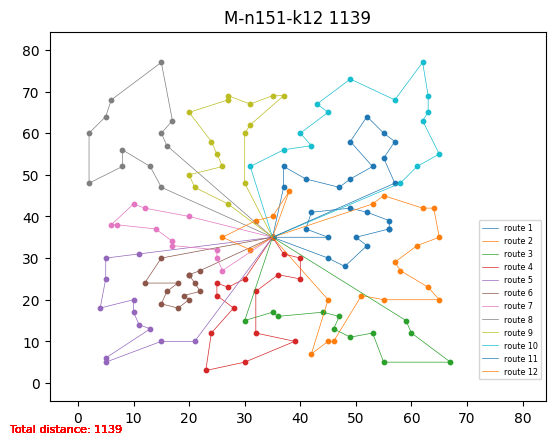 M-n151-k12 1139
80
70
60
50
40
30
20
10
0
route 1
route 2
route 3
route 4
route 5
route 6
route 7
route 8
route 9
route 10
route 11
route 12
0 10 20 30 40 50 60 70 80
Total distance: 1139